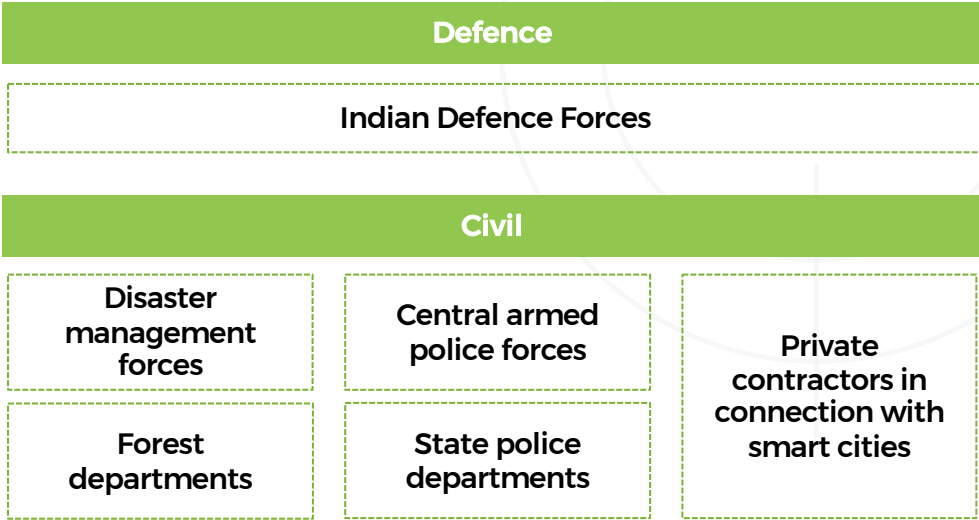 Defence
Indian Defence Forces
Civil
Disaster
management
forces
Central armed
police forces
Private
contractors in
connection with
smart cities
Forest
departments
State police
departments